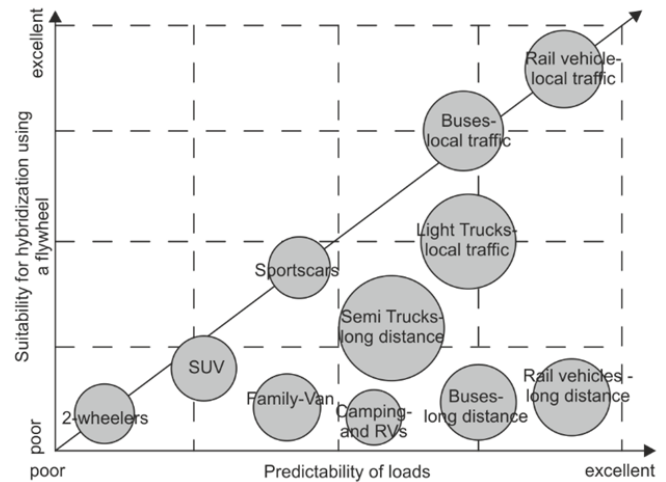 excellent
Suitability for hybridization using
a flywheel
poor
Rail vehicle-
local traffic
Buses-
local traffic
Light Trucks-
local traffic
Sportscars
Semi Trucks-
long distance
SUV
2-wheelers
Family-Van
Camping-
and RVs
Buses-
long distance
Rail vehicles -
long distance
poor
Predictability of loads
excellent